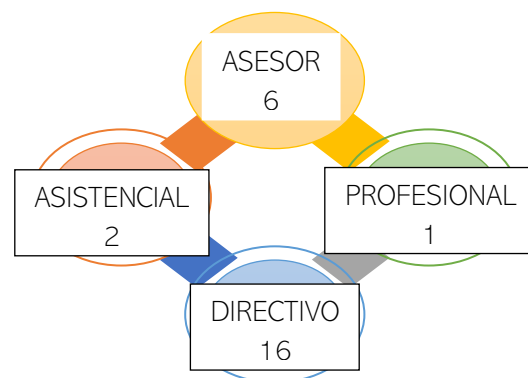 ASESOR
6
ASISTENCIAL
2
PROFESIONAL
1
DIRECTIVO
16